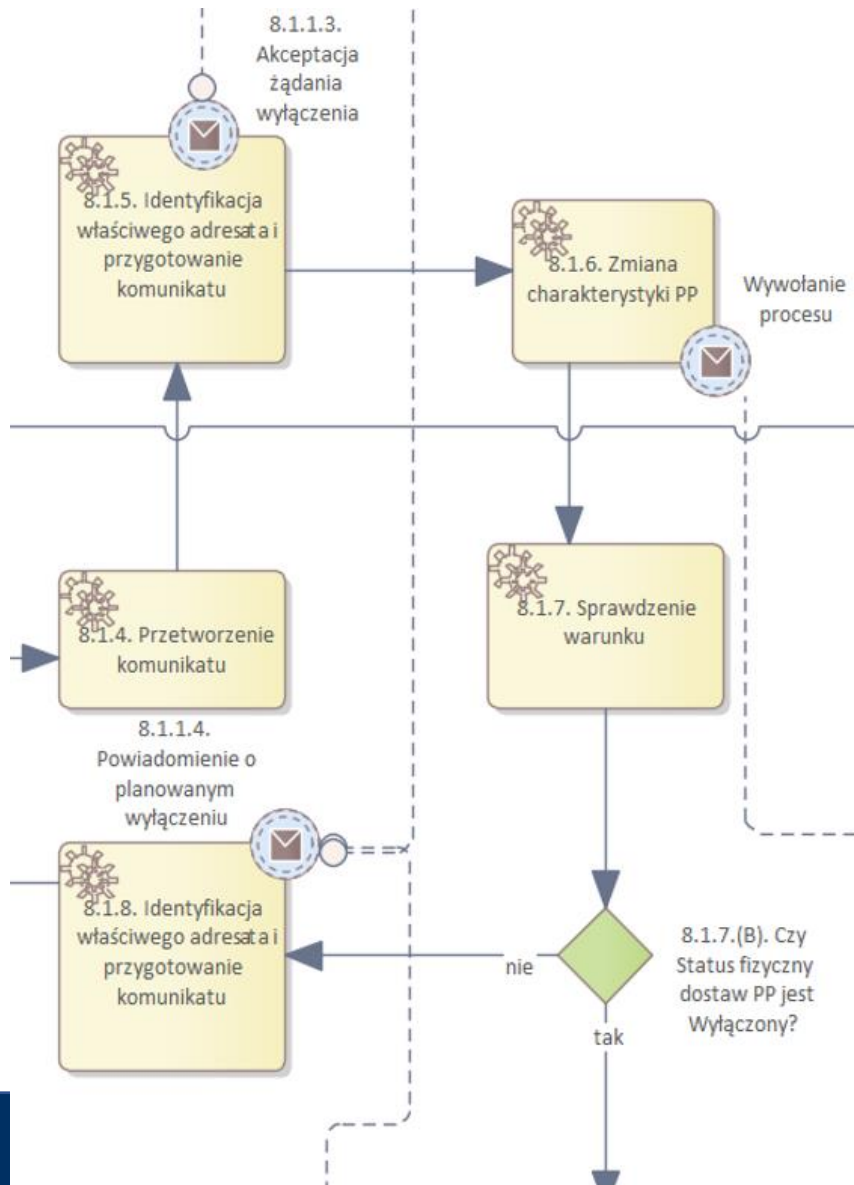 8.1.1.3.
Akceptacja
żądania
wyłączenia
8.1.5. Identyfikacja
właściwego adresata i
przygotowanie
komunikatu
8.1.6. Zmiana
charakterystyki PP
Wywołanie
procesu
8.1.4. Przetworzenie
komunikatu
8.1.7. Sprawdzenie
warunku
8.1.1.4.
Powiadomienie o
planowanym
wyłączeniu
8.1.8. Identyfikacja
właściwego adresata i
przygotowanie
komunikatu
nie
8.1.7.(B). Czy
Status fizyczny
dostaw PP jest
Wyłączony?
tak